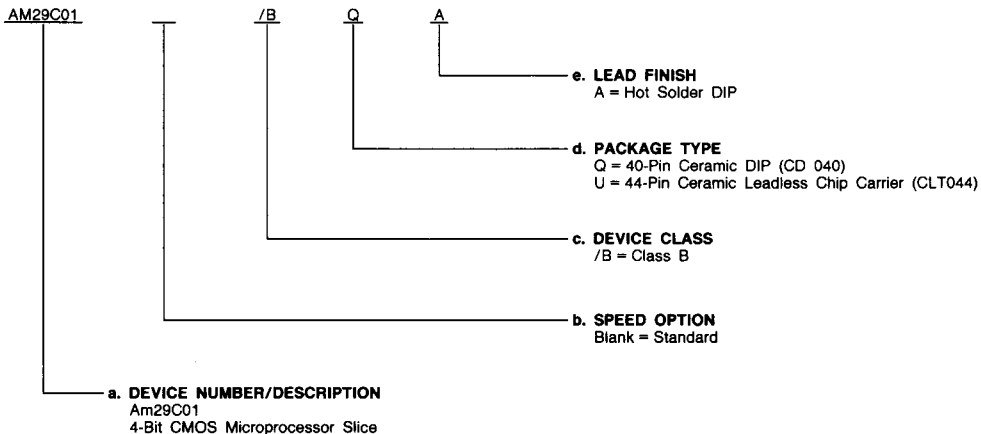 AM29C01 _ /B Q A
e. LEAD FINISH
A = Hot Solder DIP
d. PACKAGE TYPE
Q = 40-Pin Ceramic DIP (CD 040)
U = 44-Pin Ceramic Leadless Chip Carrier (CLT044)
c. DEVICE CLASS
/B = Class B
b. SPEED OPTION
Blank = Standard
a. DEVICE NUMBER/DESCRIPTION
Am29C01
4-Bit CMOS Microprocessor Slice